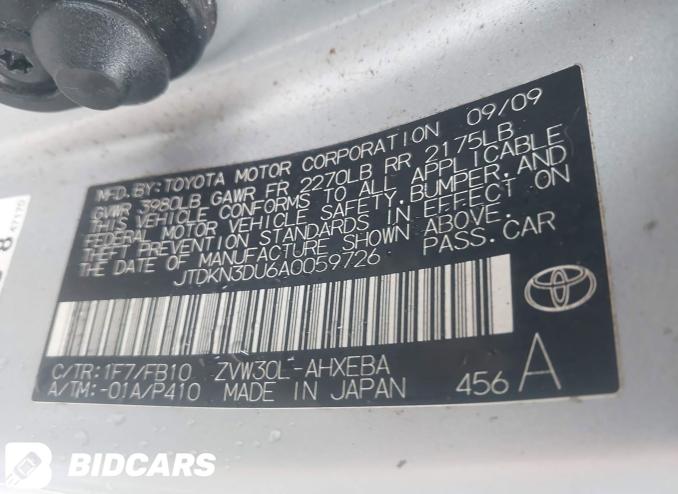 MFD.BY:TOYOTA MOTOR CORPORATION 09/09
GVWR 3980LB GAWR FR 2270LB RR 2175LB
THIS VEHICLE CONFORMS TO ALL APPLICABLE
FEDERAL MOTOR VEHICLE SAFETY,BUMPER,AND
THEFT PREVENTION STANDARDS IN EFFECT ON
THE DATE OF MANUFACTURE SHOWN ABOVE.
JTDKN3DU6A0059726 PASS.CAR
C/TR:1F7/FB10 ZVW30L-AHXEBA
A/TM:-01A/P410 MADE IN JAPAN 456 A
8
47120
BIDCARS